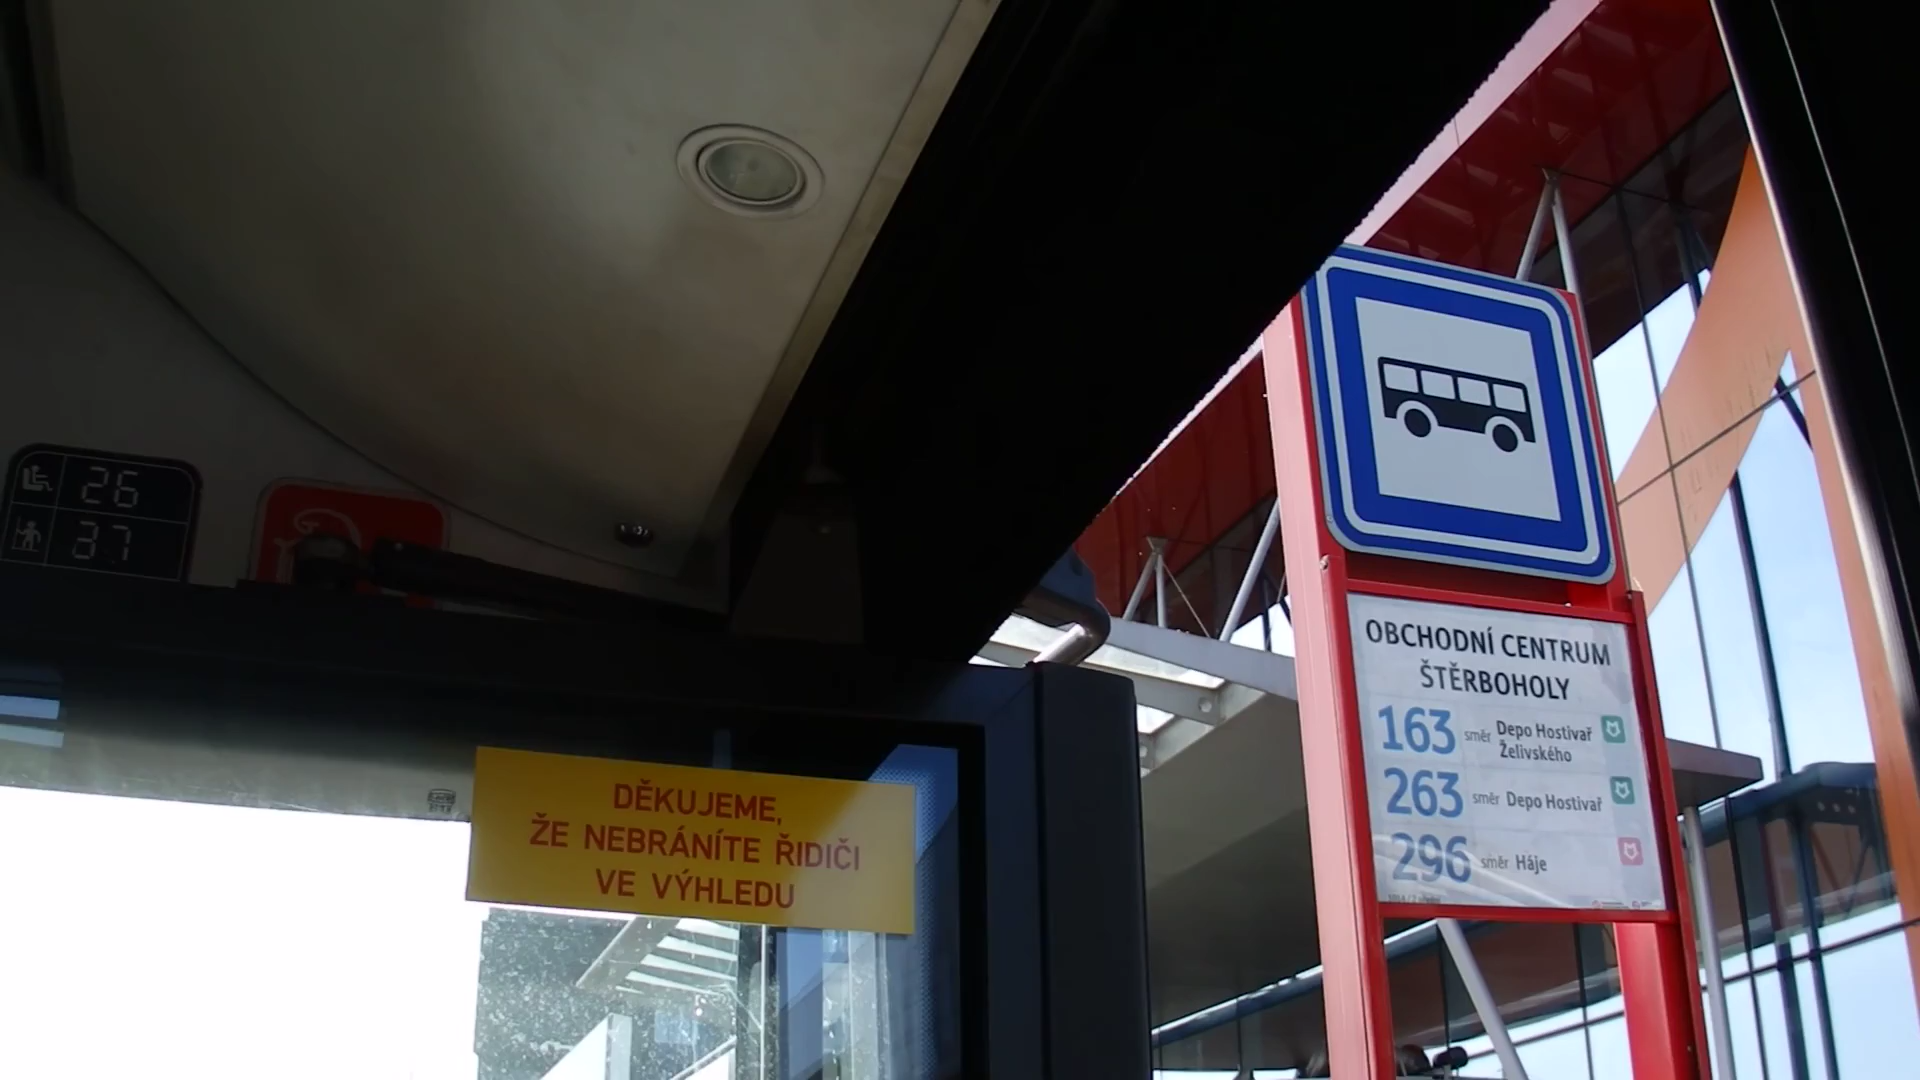 26
37
DĚKUJEME,
ŽE NEBRÁNÍTE ŘIDIČI
VE VÝHLEDU
OBCHODNÍ CENTRUM
ŠTĚRBOHOLY
163 směr Depo Hostivař
Želivského
263 směr Depo Hostivař
296 směr Háje